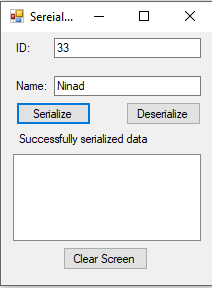 Sereial...
ID: 33
Name: Ninad
Serialize Deserialize
Successfully serialized data
Clear Screen